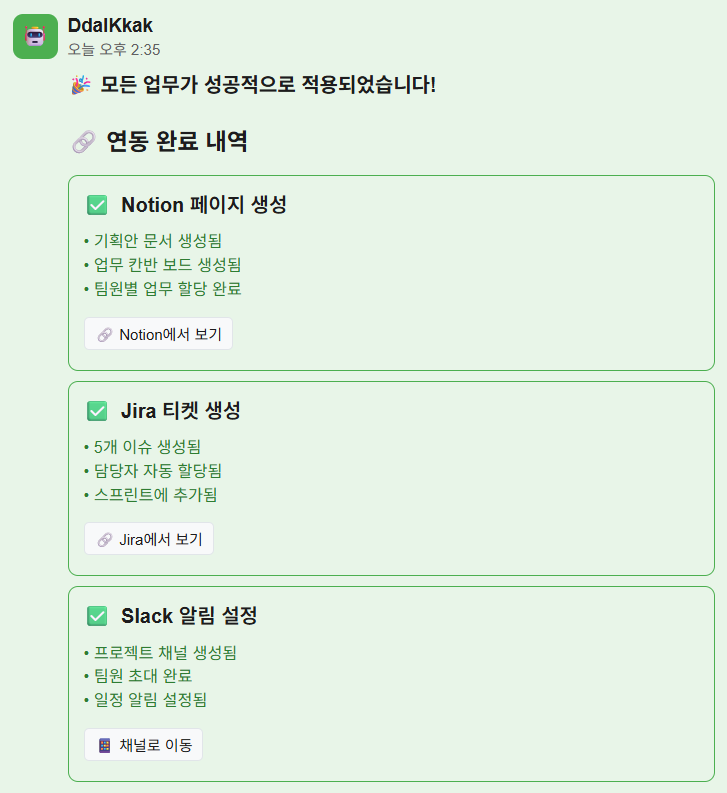 DdalKkak
오늘 오후 2:35
🎉 모든 업무가 성공적으로 적용되었습니다!
🔗 연동 완료 내역
✅ Notion 페이지 생성
• 기획안 문서 생성됨
• 업무 칸반 보드 생성됨
• 팀원별 업무 할당 완료
🔗 Notion에서 보기
✅ Jira 티켓 생성
• 5개 이슈 생성됨
• 담당자 자동 할당됨
• 스프린트에 추가됨
🔗 Jira에서 보기
✅ Slack 알림 설정
• 프로젝트 채널 생성됨
• 팀원 초대 완료
• 일정 알림 설정됨
📱 채널로 이동